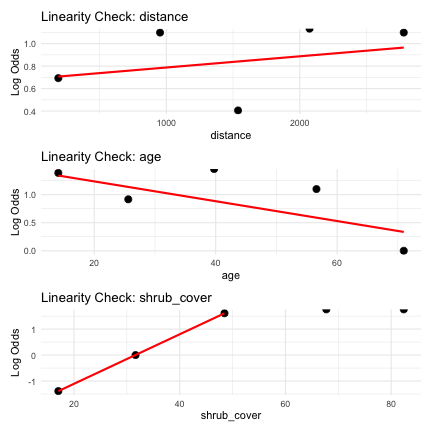 Linearity Check: distance
1.0
0.8
0.6
0.4
Log Odds
1000 2000
distance
Linearity Check: age
1.0
0.5
0.0
Log Odds
20 40 60
age
Linearity Check: shrub_cover
1
0
-1
Log Odds
20 40 60 80
shrub_cover